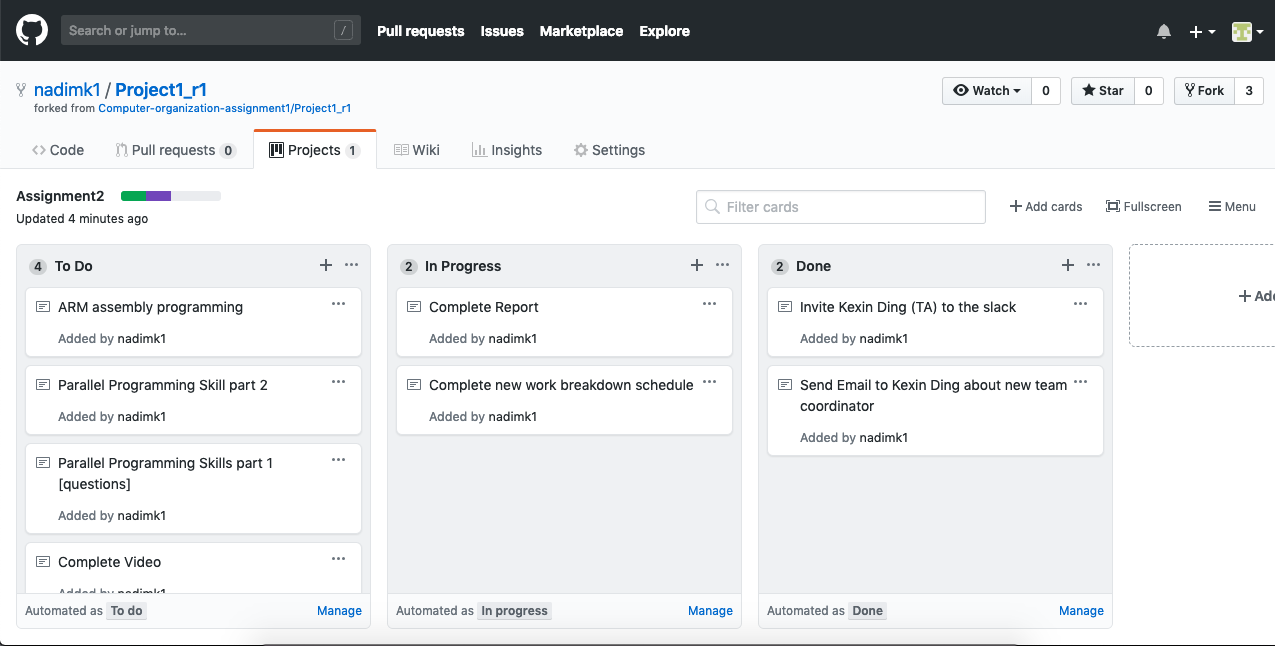 Search or jump to...
/
Pull requests Issues Marketplace Explore
nadimk1 / Project1_r1
forked from Computer-organization-assignment1/Project1_r1
Watch 0
Star 0
Fork 3
Code
Pull requests 0
Projects 1
Wiki
Insights
Settings
Assignment2
Updated 4 minutes ago
Filter cards
Add cards
Fullscreen
Menu
4 To Do
ARM assembly programming
Added by nadimk1
Parallel Programming Skill part 2
Added by nadimk1
Parallel Programming Skills part 1
[questions]
Added by nadimk1
Complete Video
Added by nadimk1
Automated as To do
Manage
2 In Progress
Complete Report
Added by nadimk1
Complete new work breakdown schedule
Added by nadimk1
Automated as In progress
Manage
2 Done
Invite Kexin Ding (TA) to the slack
Added by nadimk1
Send Email to Kexin Ding about new team
coordinator
Added by nadimk1
Automated as Done
Manage